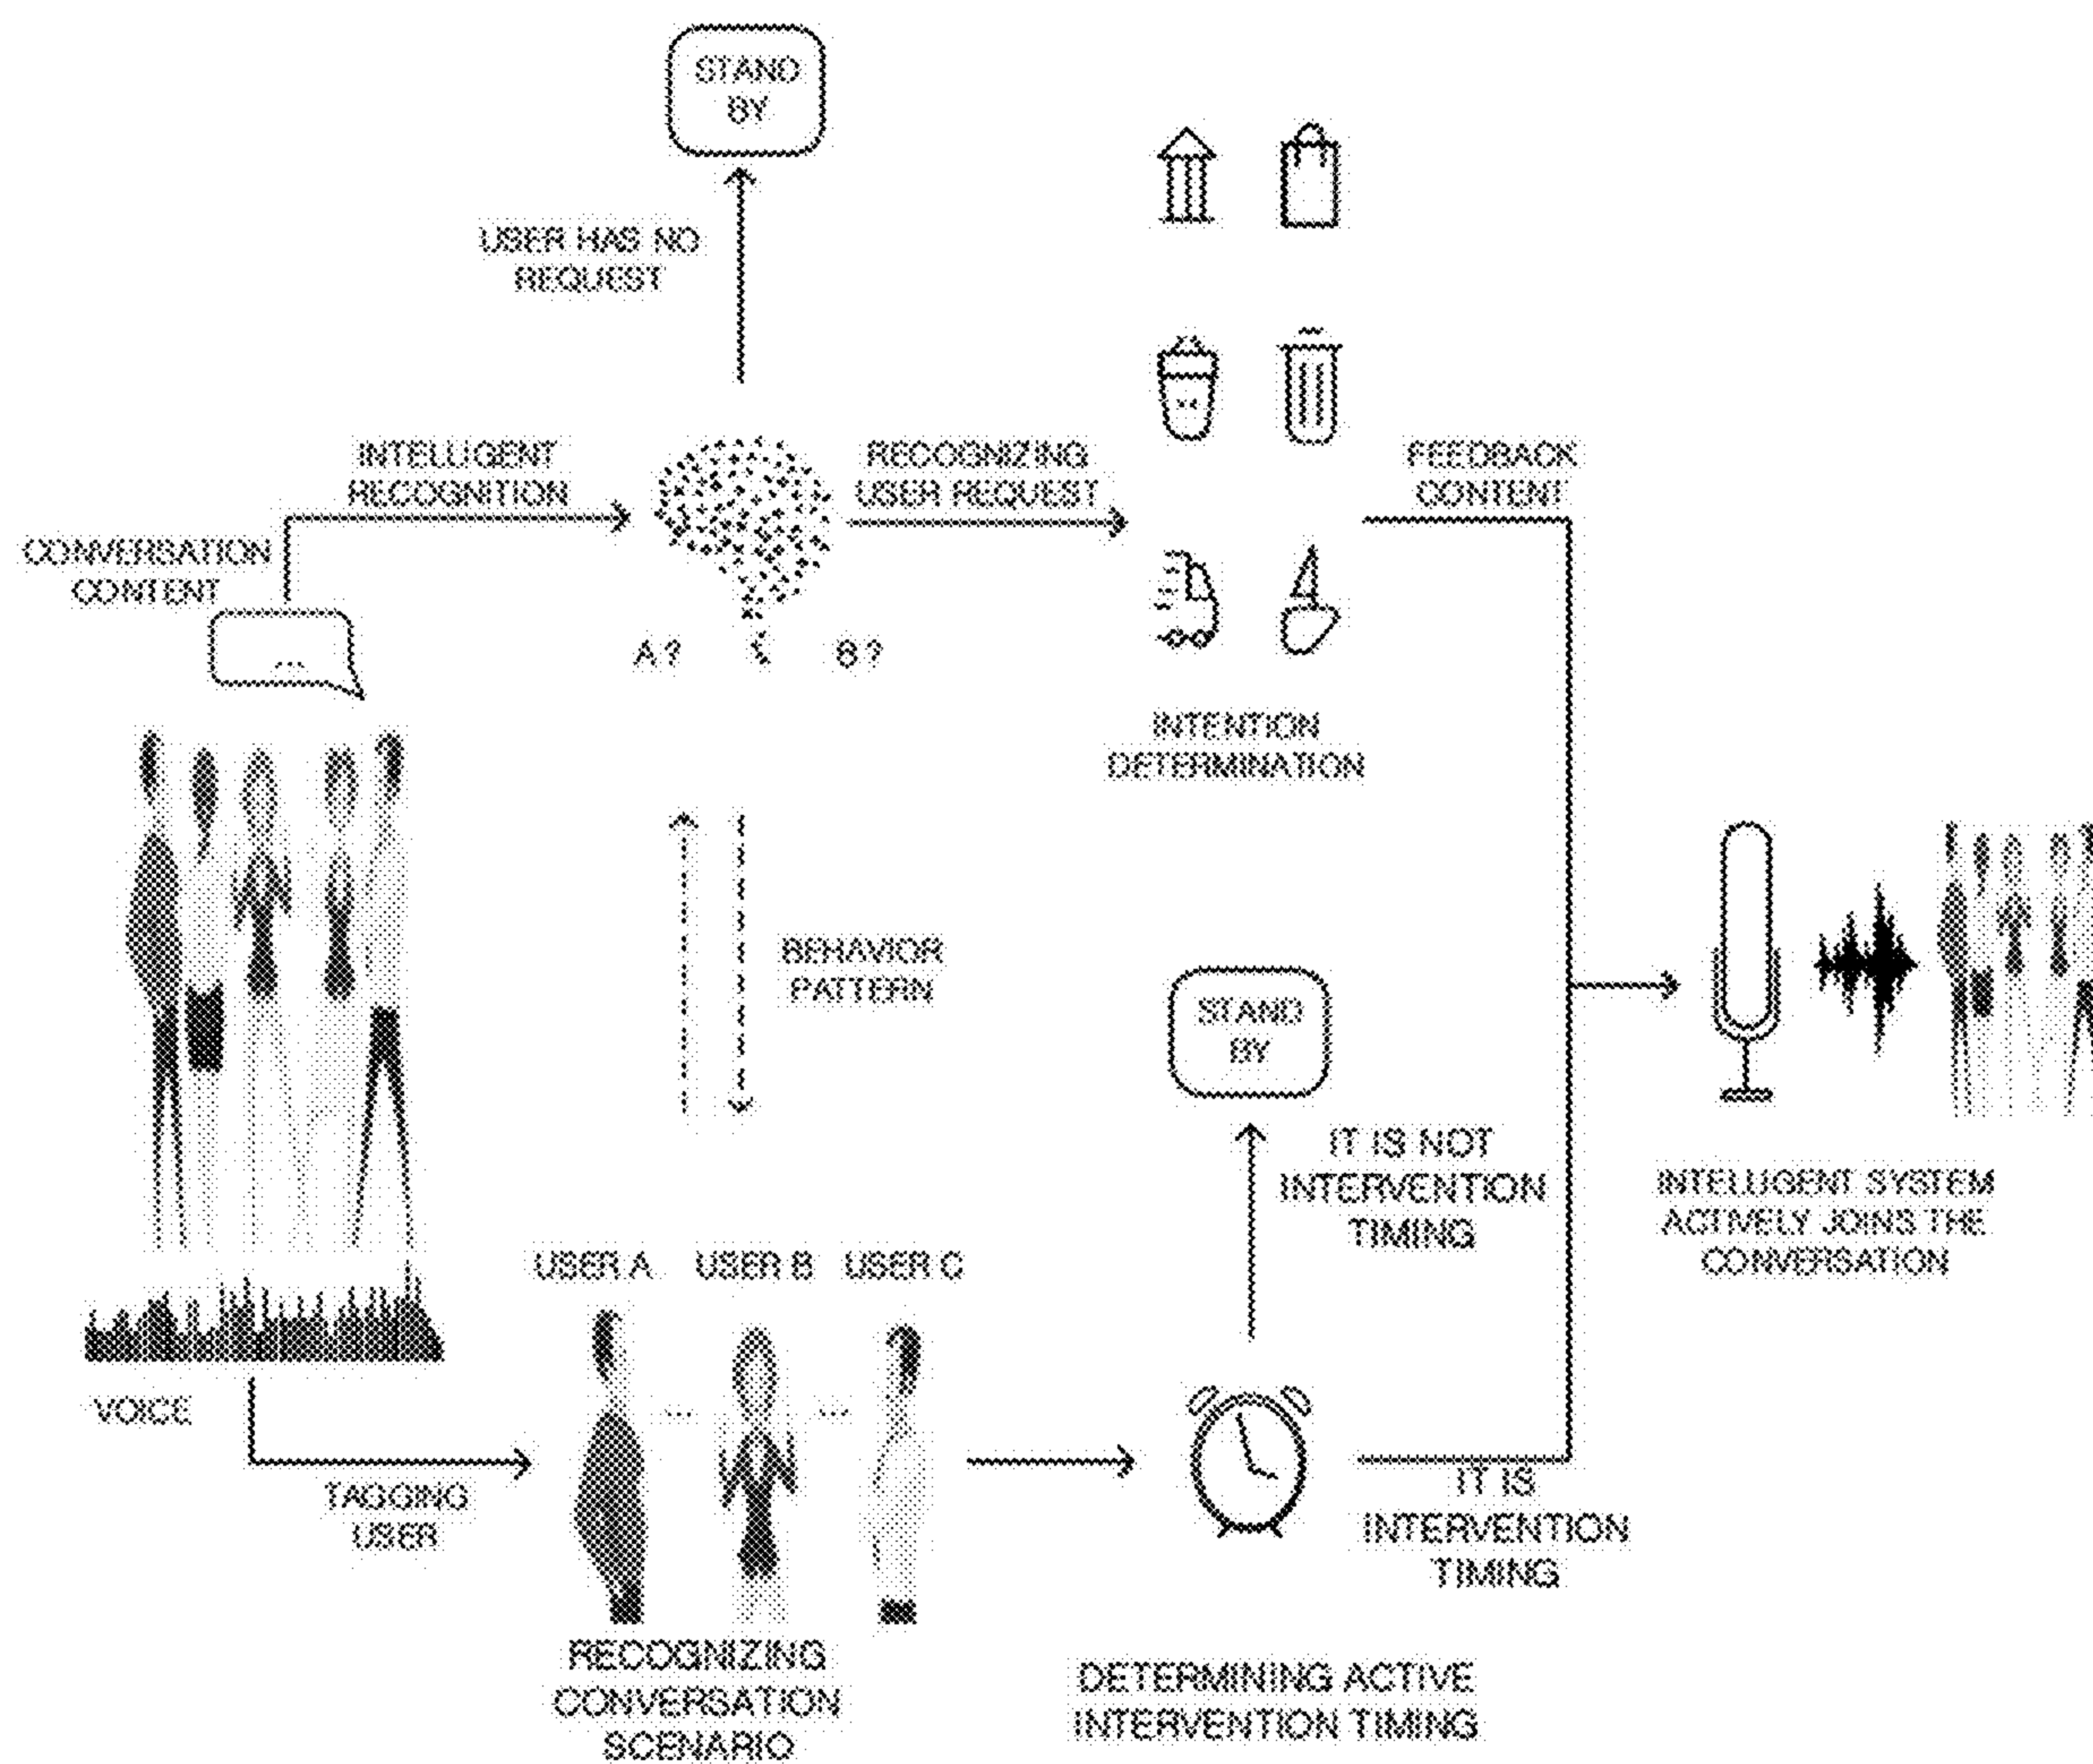 STAND
BY
USER HAS NO
REQUEST
INTELLIGENT
RECOGNITION
RECOGNIZING
USER REQUEST
FEEDBACK
CONTENT
CONVERSATION
CONTENT
...
A?
B?
INTENTION
DETERMINATION
BEHAVIOR
PATTERN
STAND
BY
IT IS NOT
INTERVENTION
TIMING
INTELLIGENT SYSTEM
ACTIVELY JOINS THE
CONVERSATION
USER A
USER B
USER C
... ...
VOICE
TAGGING
USER
IT IS
INTERVENTION
TIMING
RECOGNIZING
CONVERSATION
SCENARIO
DETERMINING ACTIVE
INTERVENTION TIMING